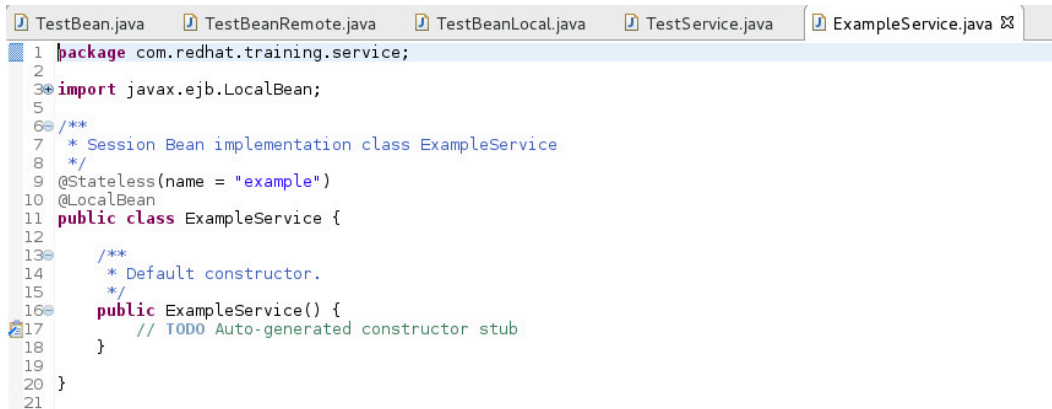 TestBean.java TestBeanRemote.java TestBeanLocal.java TestService.java ExampleService.java
1 package com.redhat.training.service;
2
3 import javax.ejb.LocalBean;
5
6 /**
7 * Session Bean implementation class ExampleService
8 */
9 @Stateless(name = "example")
10 @LocalBean
11 public class ExampleService {
12
13 /**
14 * Default constructor.
15 */
16 public ExampleService() {
17 // TODO Auto-generated constructor stub
18 }
19
20 }
21